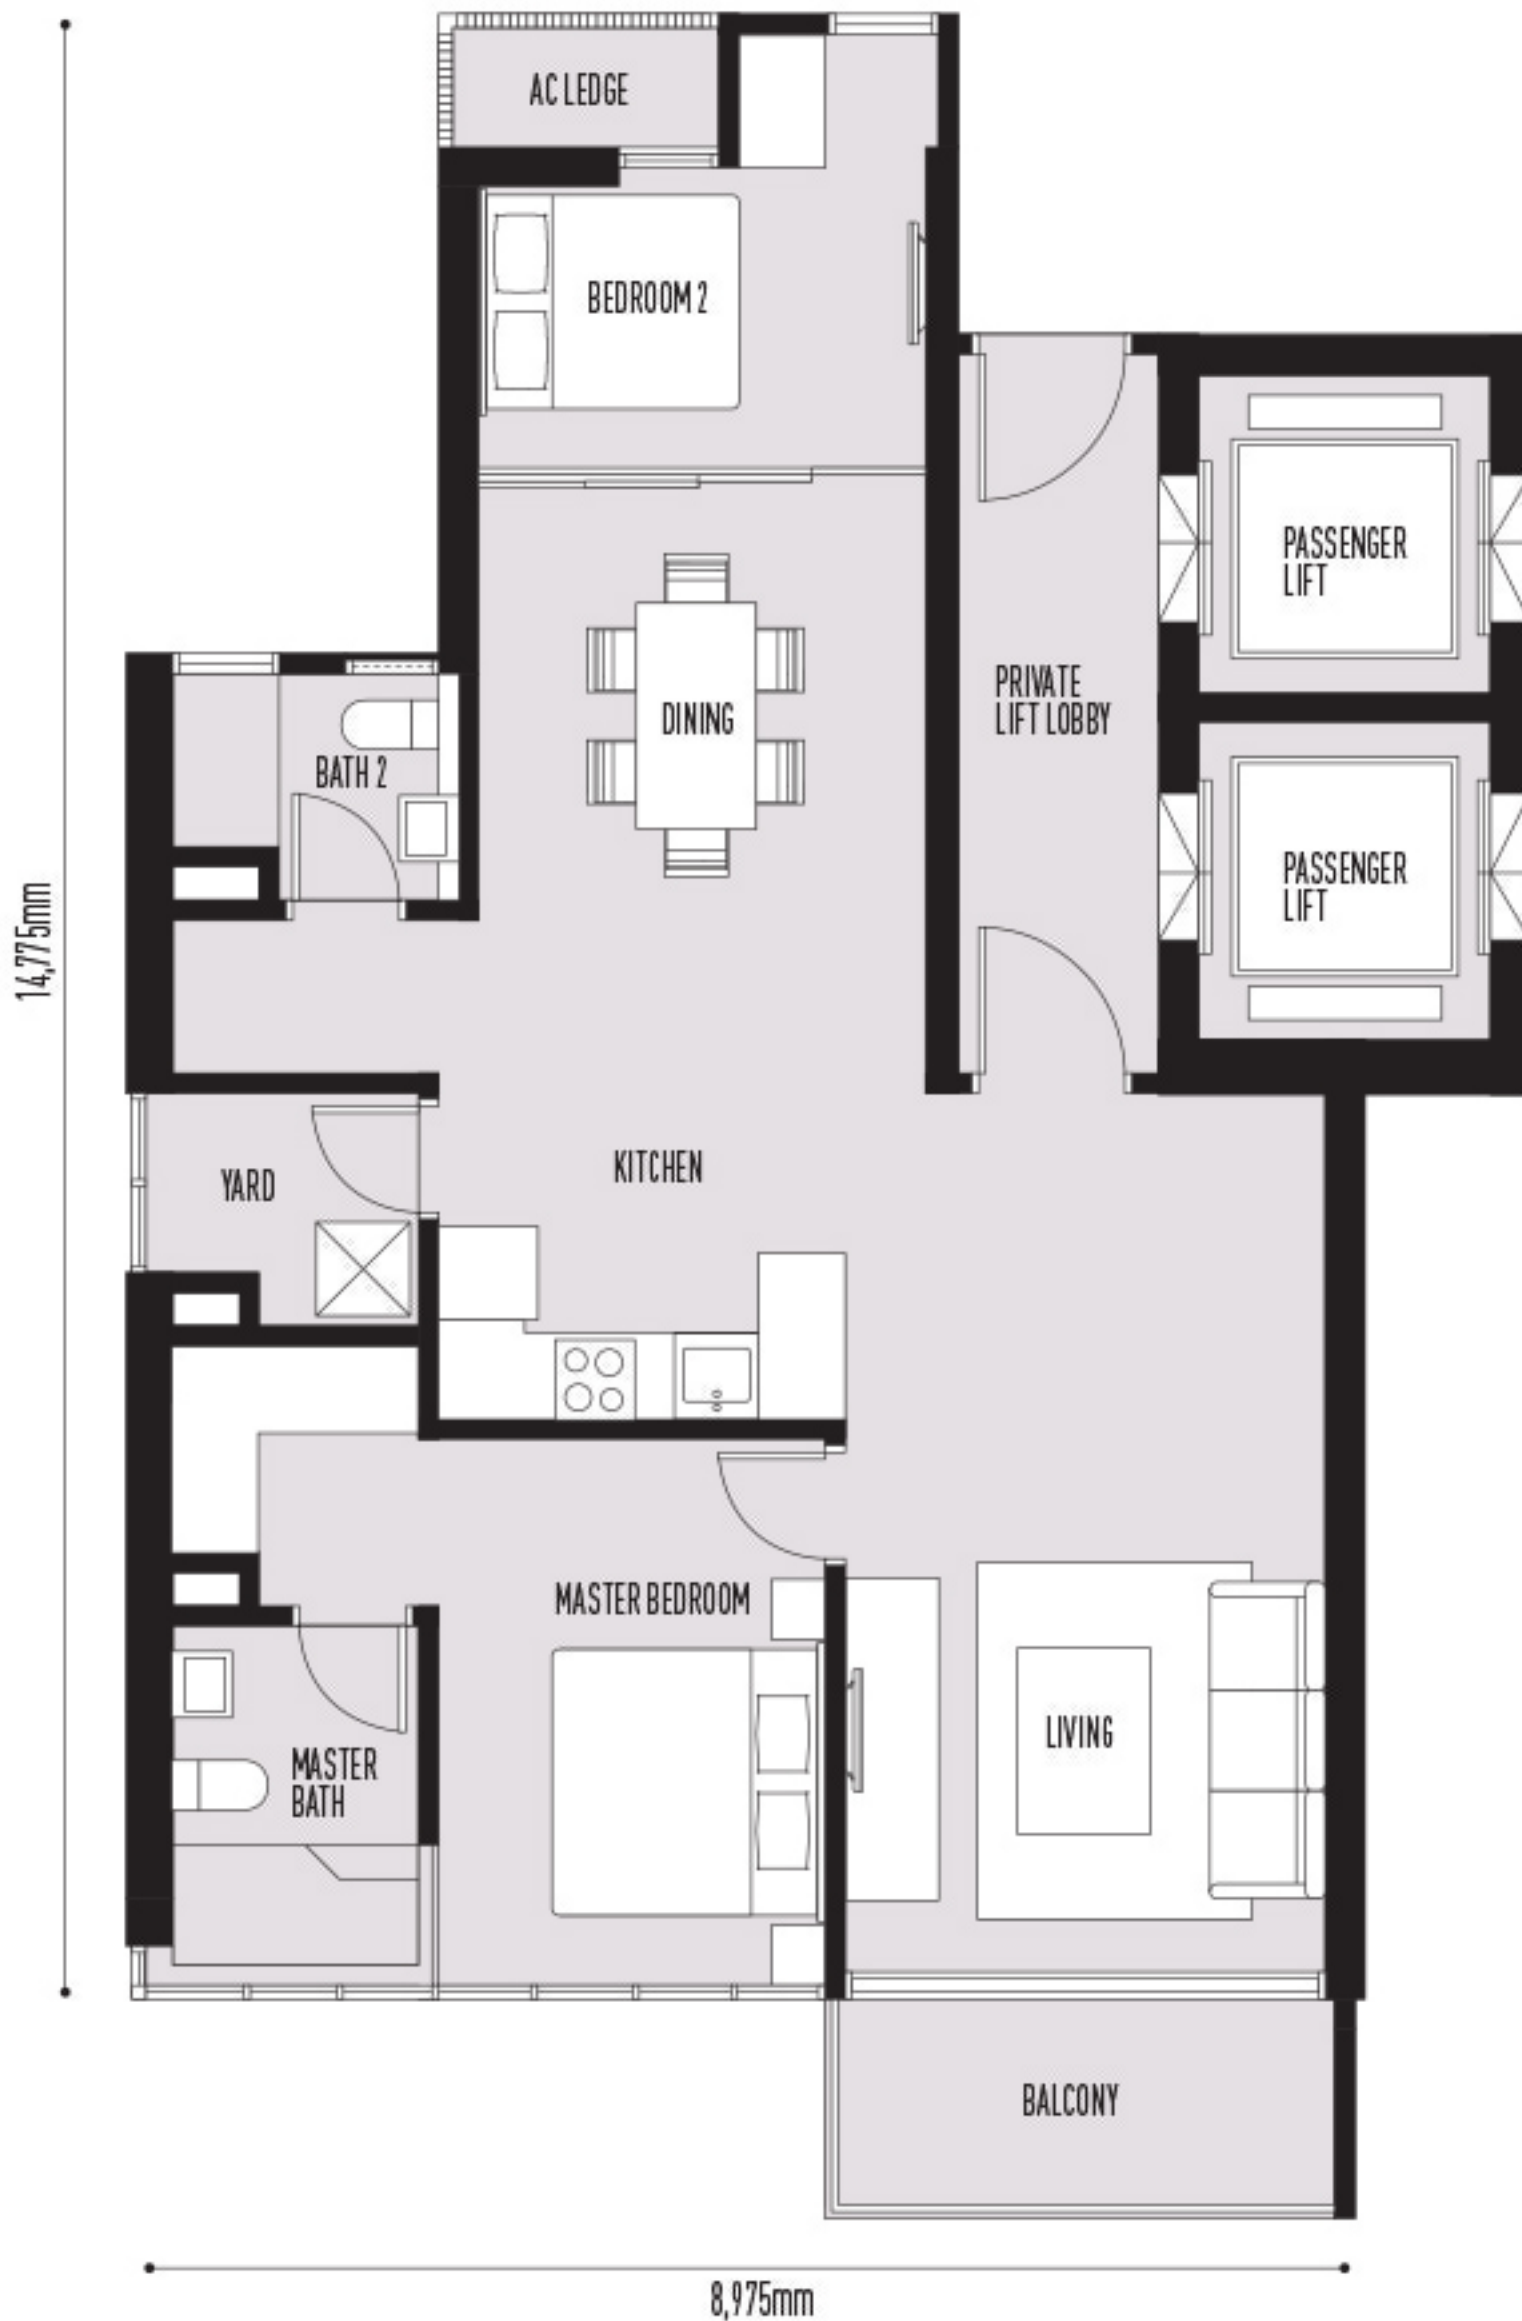 AC LEDGE
BEDROOM 2
PASSENGER
LIFT
PRIVATE
LIFT LOBBY
DINING
BATH 2
PASSENGER
LIFT
14,775mm
KITCHEN
YARD
MASTER BEDROOM
LIVING
MASTER
BATH
BALCONY
8,975mm